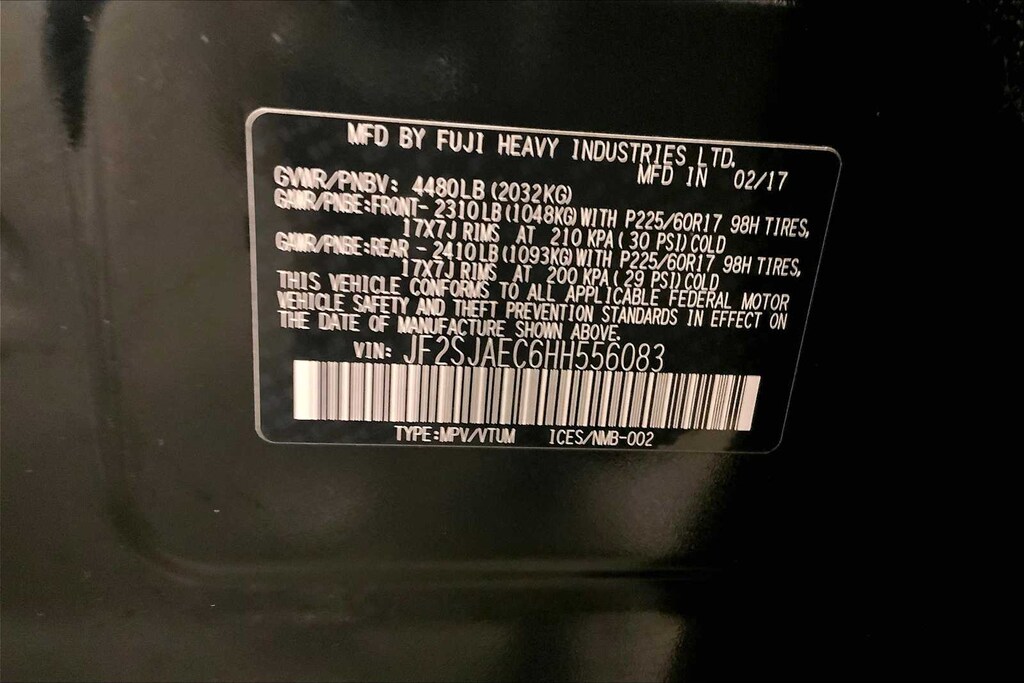 MFD BY FUJI HEAVY INDUSTRIES LTD.
MFD IN 02/17
GVWR/PNBV: 4480LB (2032KG)
GAWR/PNBE:FRONT- 2310LB (1048KG) WITH P225/60R17 98H TIRES,
17X7J RIMS AT 210 KPA ( 30 PSI) COLD
GAWR/PNBE:REAR - 2410LB (1093KG) WITH P225/60R17 98H TIRES,
17X7J RIMS AT 200 KPA ( 29 PSI) COLD
THIS VEHICLE CONFORMS TO ALL APPLICABLE FEDERAL MOTOR
VEHICLE SAFETY AND THEFT PREVENTION STANDARDS IN EFFECT ON
THE DATE OF MANUFACTURE SHOWN ABOVE.
VIN: JF2SJAEC6HH556083
TYPE:MPV/VTUM ICES/NMB-002